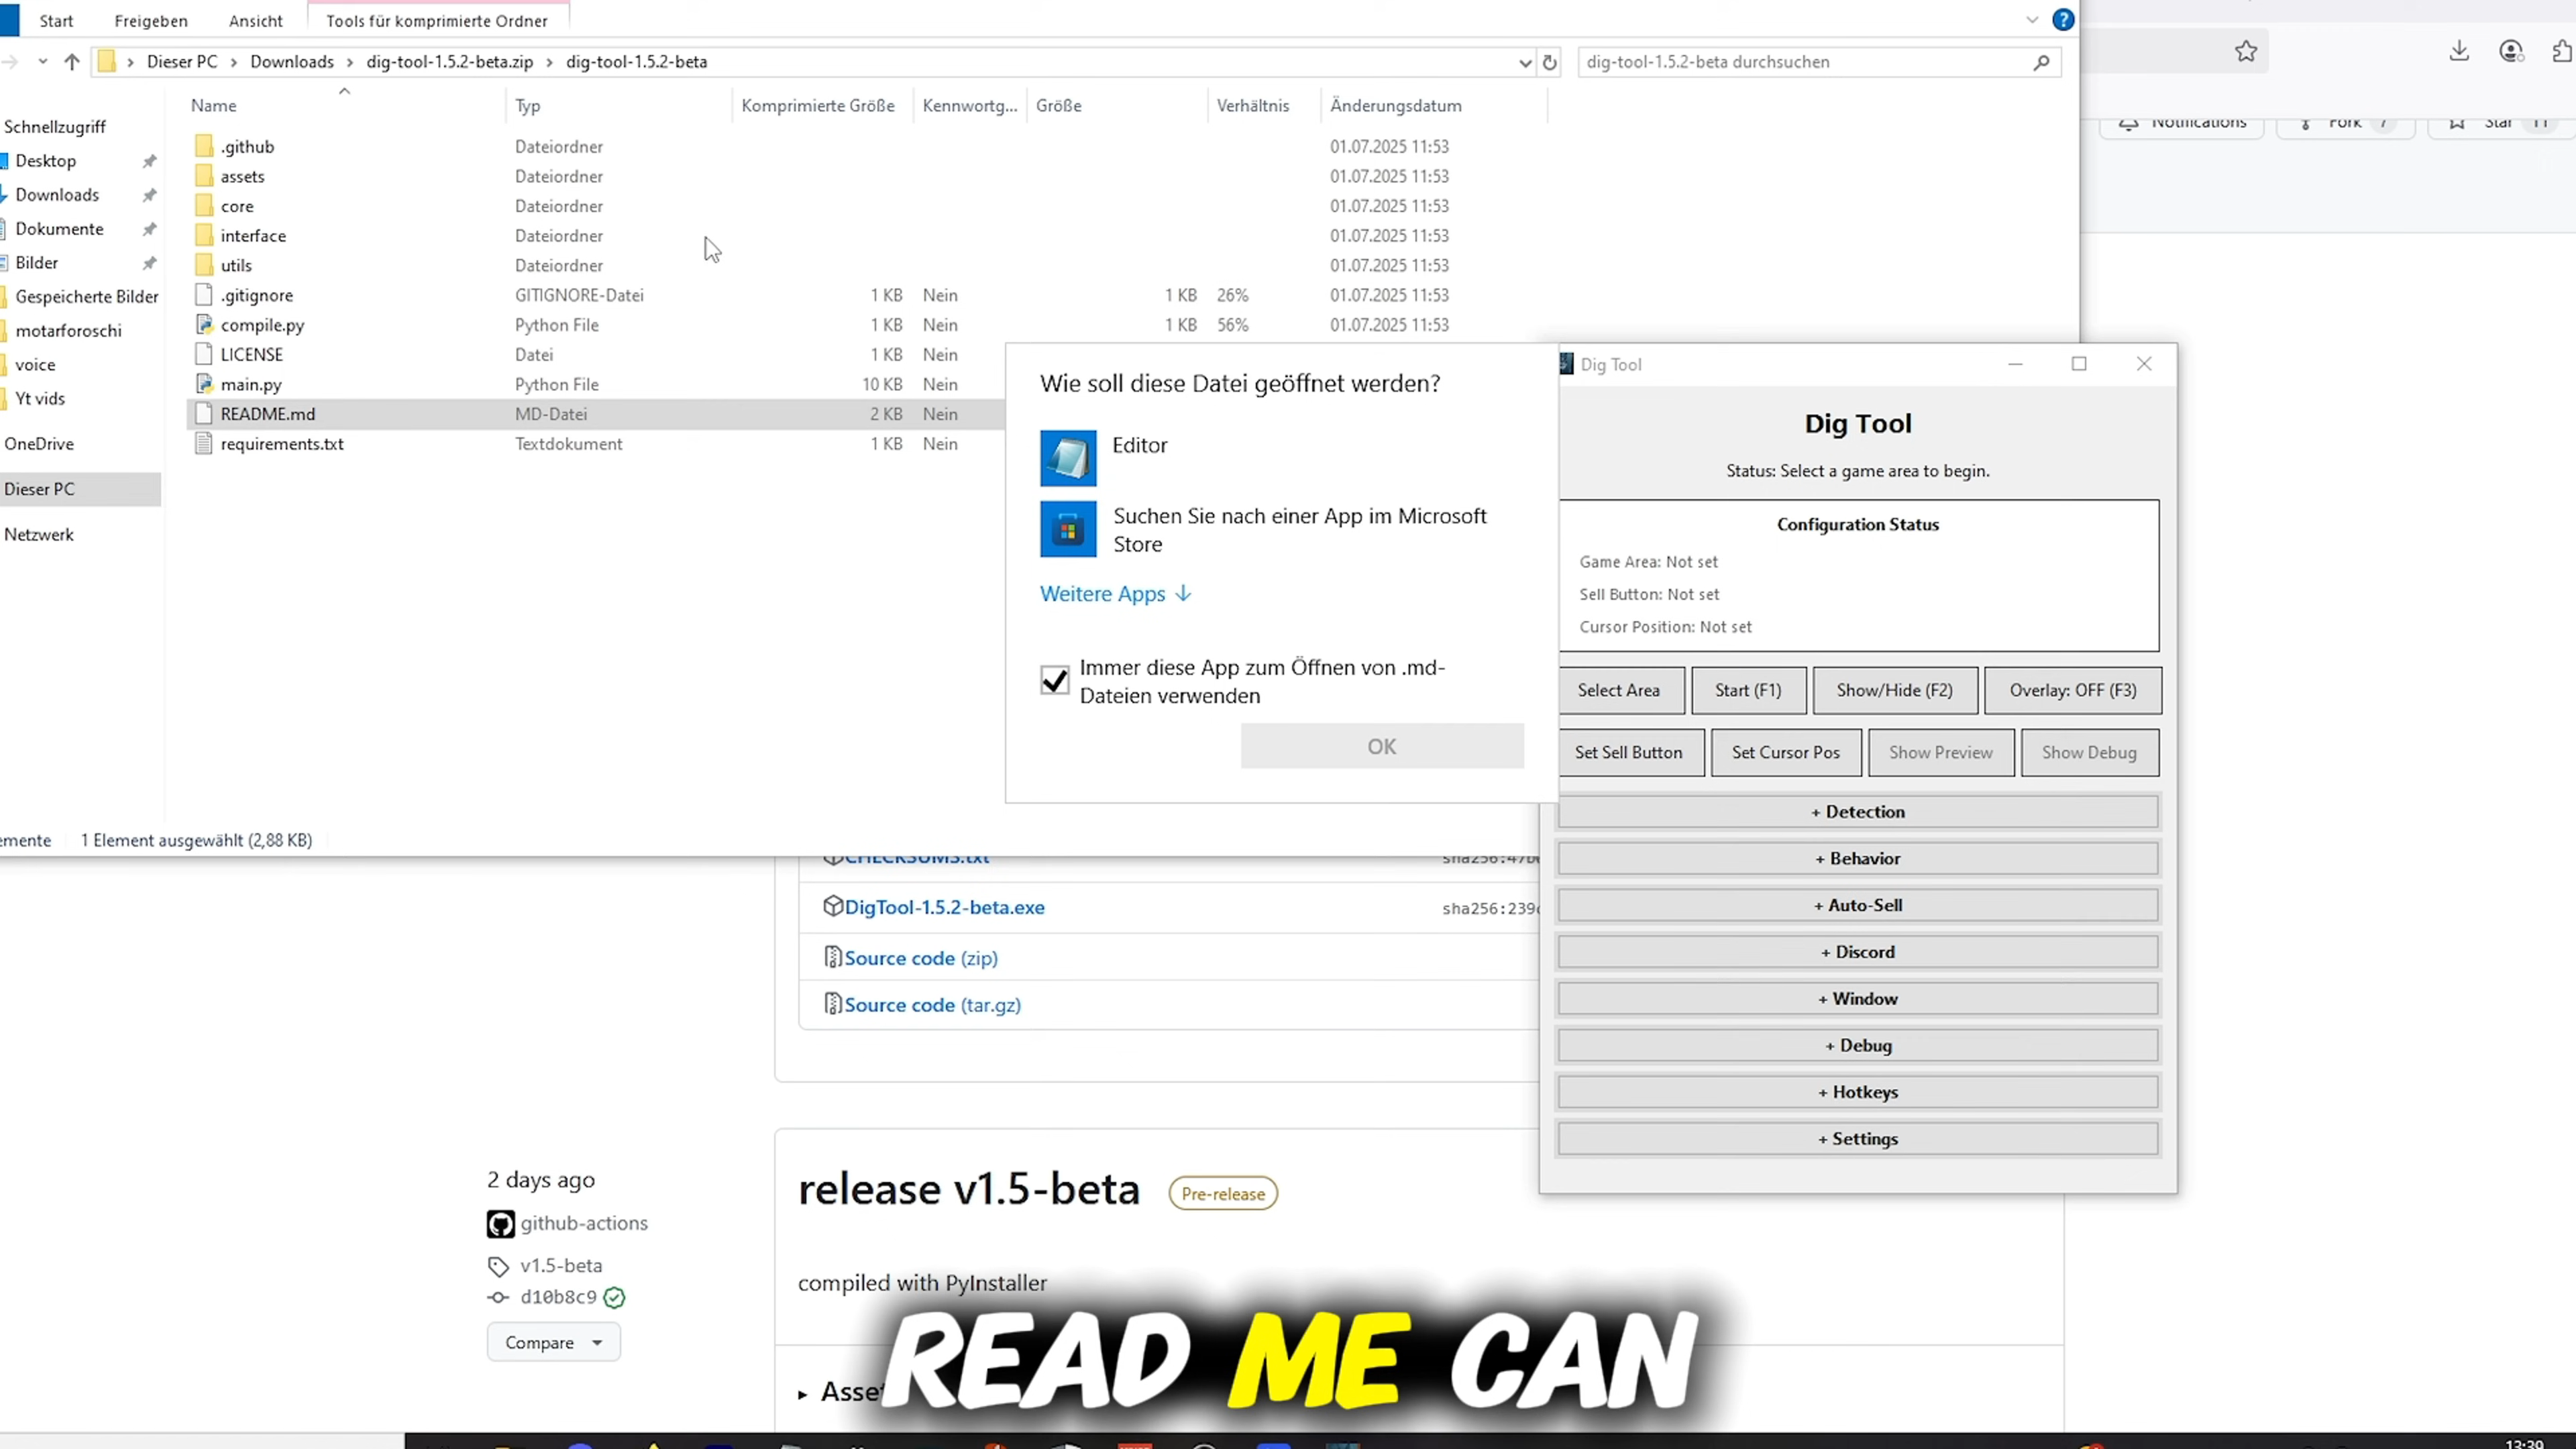 Start Freigeben Ansicht Tools für komprimierte Ordner
Dieser PC Downloads dig-tool-1.5.2-beta.zip dig-tool-1.5.2-beta
dig-tool-1.5.2-beta durchsuchen
Name Typ Komprimierte Größe Kennwortg... Größe Verhältnis Änderungsdatum
Notifications Fork 7 Star 11
Schnellzugriff
Desktop
Downloads
Dokumente
Bilder
Gespeicherte Bilder
motarforoschi
voice
Yt vids
OneDrive
Dieser PC
Netzwerk
.github Dateiordner 01.07.2025 11:53
assets Dateiordner 01.07.2025 11:53
core Dateiordner 01.07.2025 11:53
interface Dateiordner 01.07.2025 11:53
utils Dateiordner 01.07.2025 11:53
.gitignore GITIGNORE-Datei 1 KB Nein 1 KB 26% 01.07.2025 11:53
compile.py Python File 1 KB Nein 1 KB 56% 01.07.2025 11:53
LICENSE Datei 1 KB Nein
main.py Python File 10 KB Nein
README.md MD-Datei 2 KB Nein
requirements.txt Textdokument 1 KB Nein
emente 1 Element ausgewählt (2,88 KB)
Wie soll diese Datei geöffnet werden?
Editor
Suchen Sie nach einer App im Microsoft
Store
Weitere Apps
Immer diese App zum Öffnen von .md-
Dateien verwenden
OK
Dig Tool
Dig Tool
Status: Select a game area to begin.
Configuration Status
Game Area: Not set
Sell Button: Not set
Cursor Position: Not set
Select Area Start (F1) Show/Hide (F2) Overlay: OFF (F3)
Set Sell Button Set Cursor Pos Show Preview Show Debug
+ Detection
+ Behavior
+ Auto-Sell
+ Discord
+ Window
+ Debug
+ Hotkeys
+ Settings
CHECKSUMS.txt
DigTool-1.5.2-beta.exe sha256:239
Source code (zip)
Source code (tar.gz)
2 days ago
github-actions
v1.5-beta
d10b8c9
Compare
release v1.5-beta Pre-release
compiled with PyInstaller
Asse
READ ME CAN
13:39